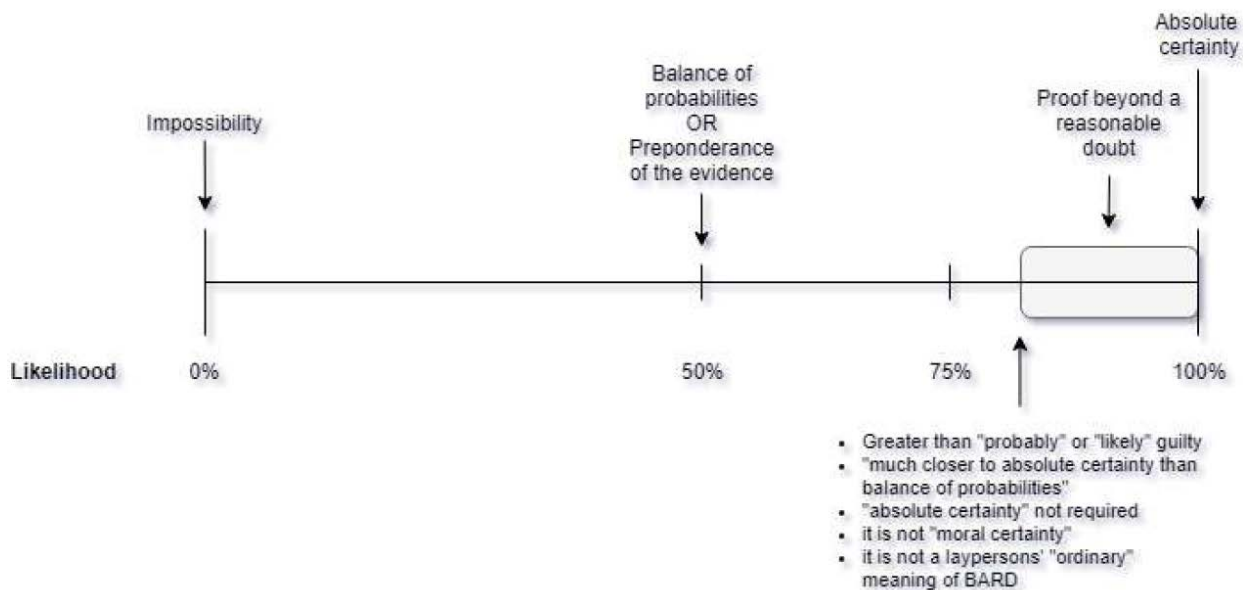 Absolute
certainty
Balance of
probabilities
OR
Preponderance
of the evidence
Proof beyond a
reasonable
doubt
Impossibility
Likelihood 0% 50% 75% 100%
• Greater than "probably" or "likely" guilty
• "much closer to absolute certainty than
balance of probabilities"
• "absolute certainty" not required
• it is not "moral certainty"
• it is not a laypersons' "ordinary"
meaning of BARD